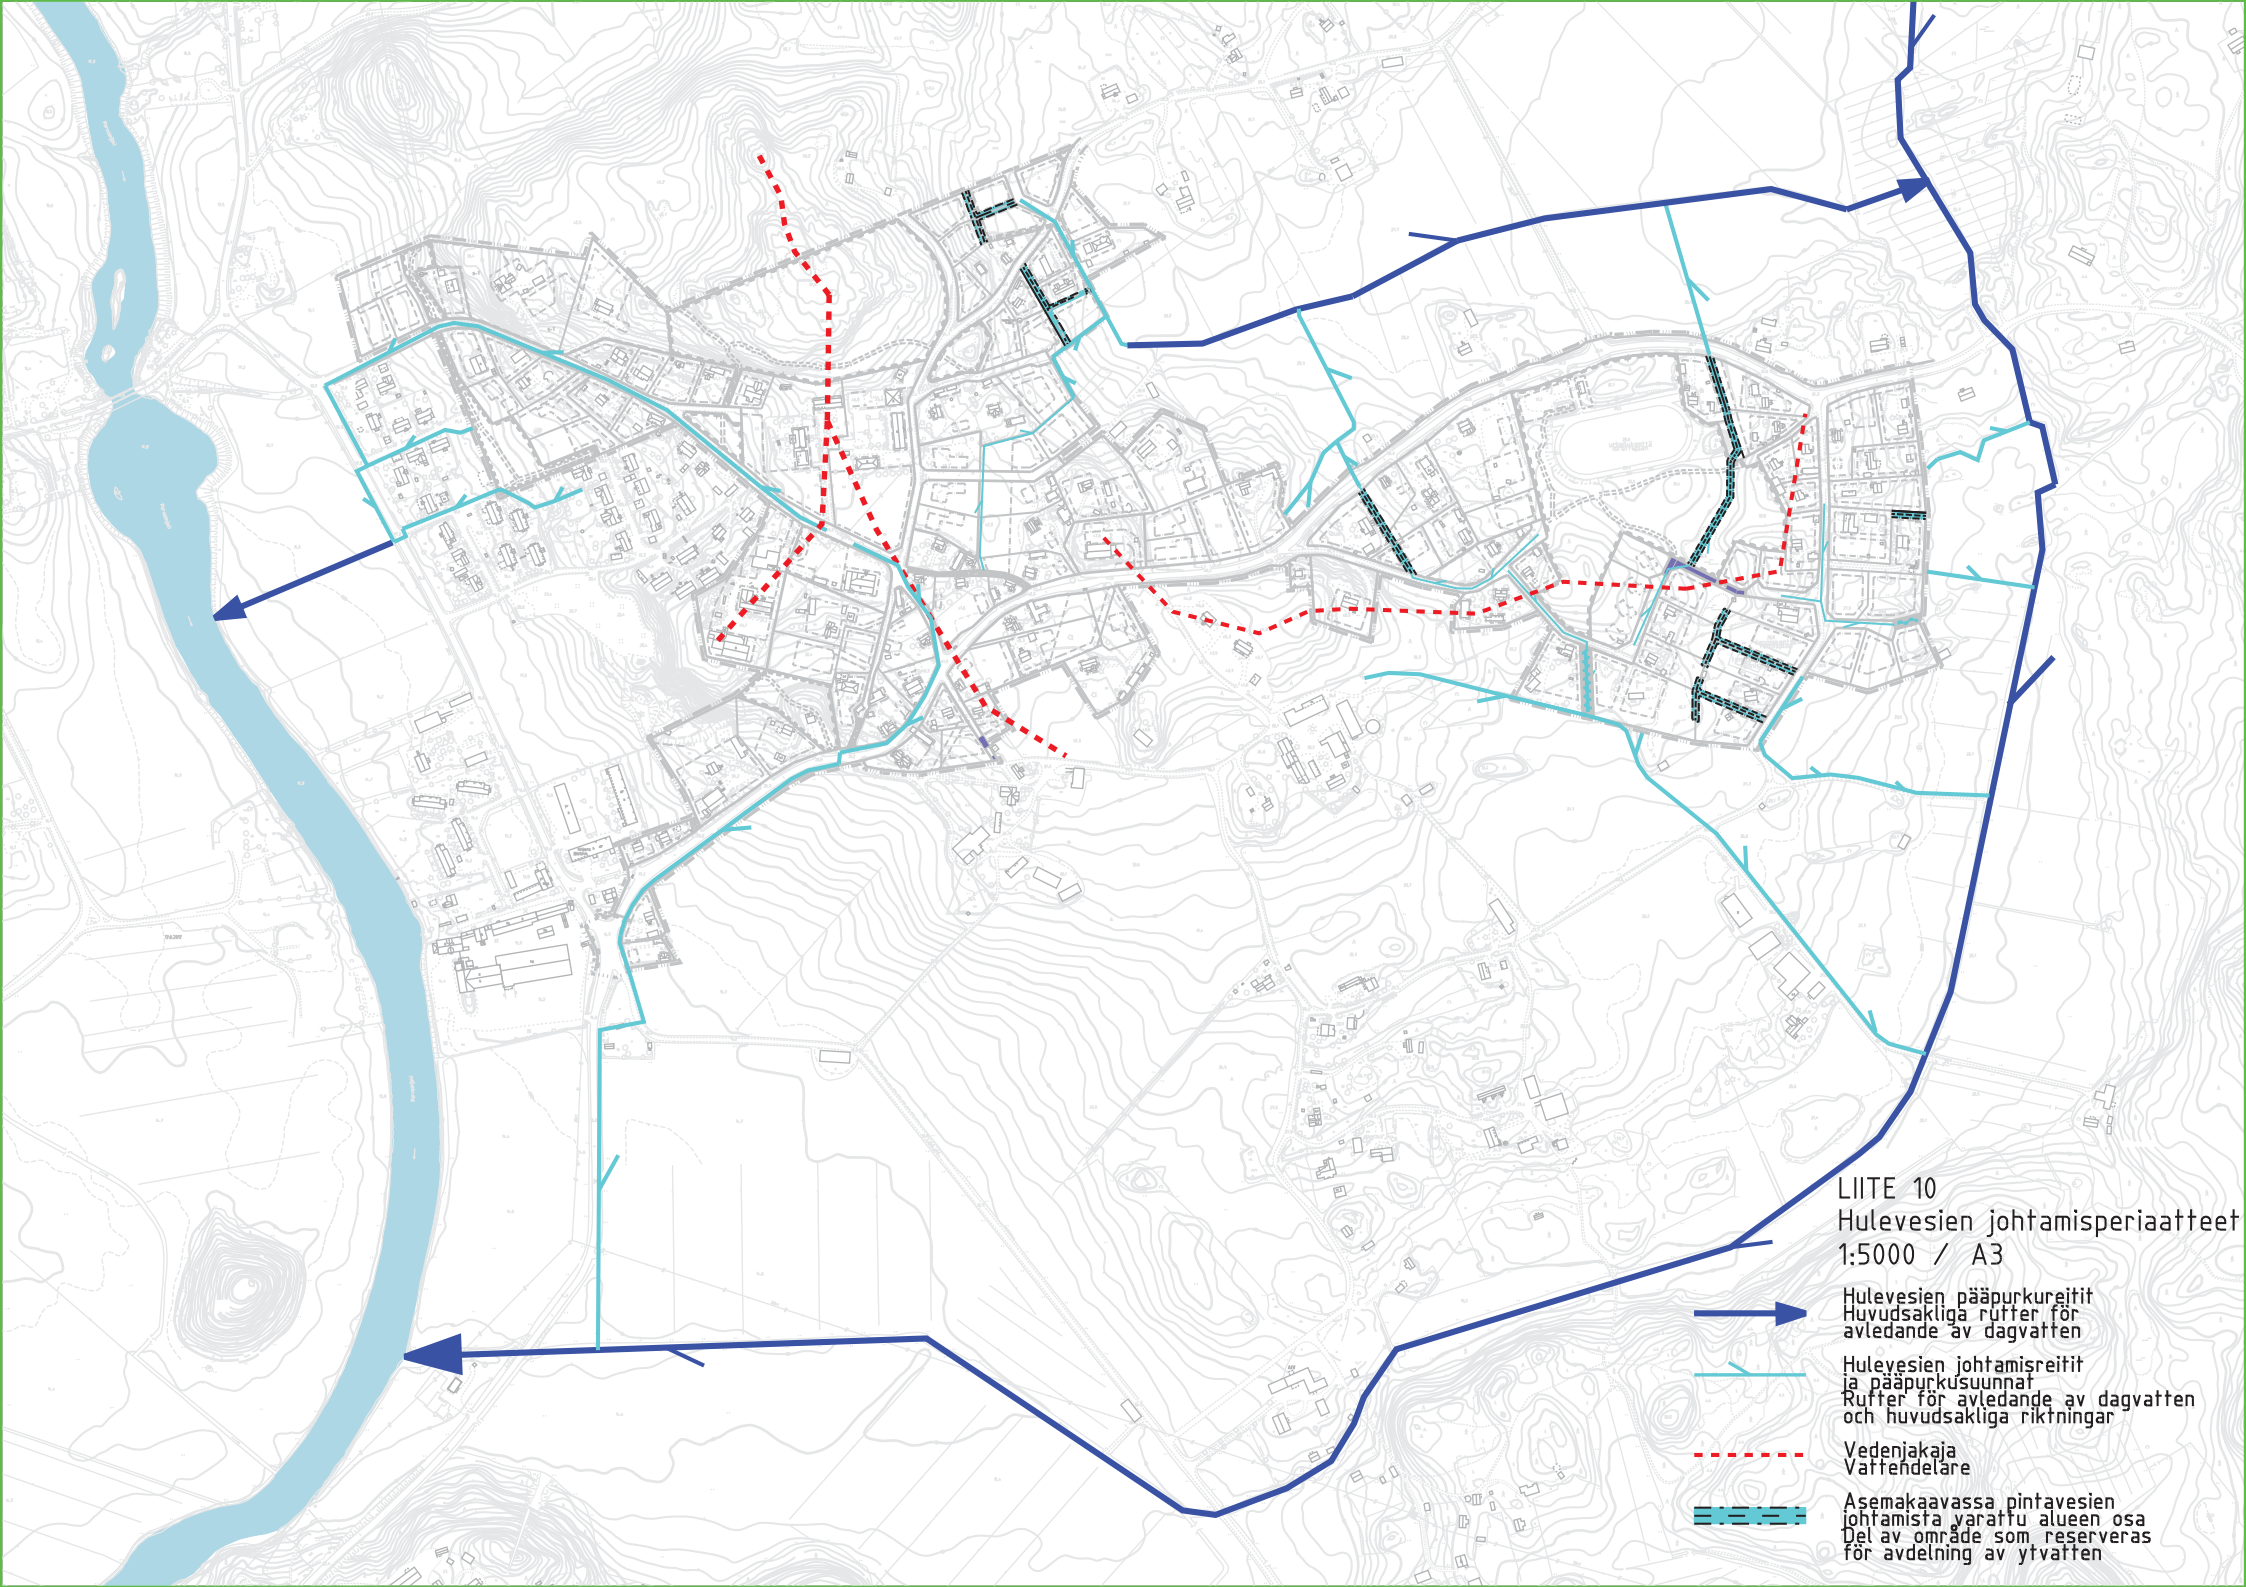 LIITE 10
Hulevesien johtamisperiaatteet
1:5000 / A3
Hulevesien pääpurkureitit
Huvudsakliga rutter för
avledande av dagvatten
Hulevesien johtamisreitit
ja pääpurkusuunnat
Rutter för avledande av dagvatten
och huvudsakliga riktningar
Vedenjakaja
Vattendelare
Asemakaavassa pintavesien
johtamista varattu alueen osa
Del av område som reserveras
för avdelning av ytvatten